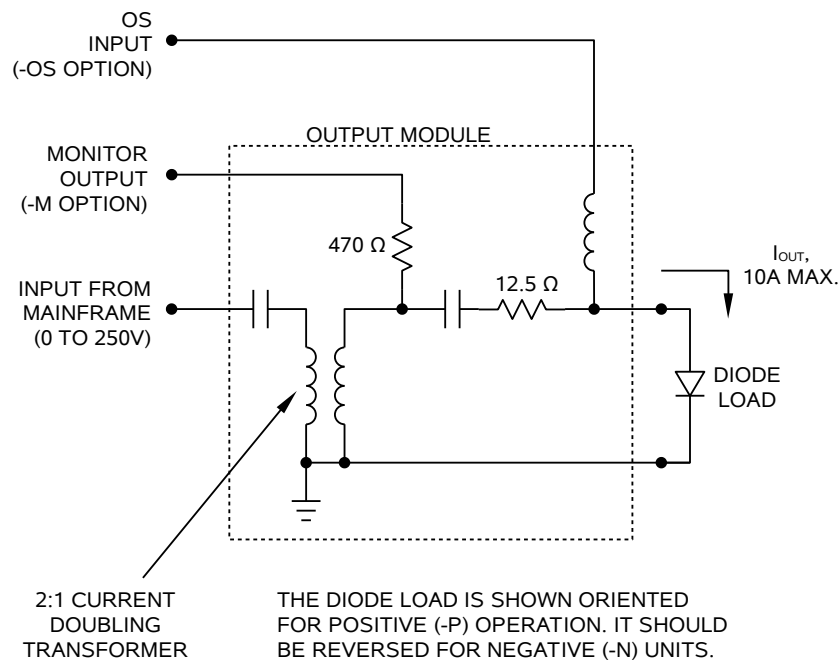 OS
INPUT
(-OS OPTION)
OUTPUT MODULE
MONITOR
OUTPUT
(-M OPTION)
470 Ω
12.5 Ω
IOUT,
10A MAX.
INPUT FROM
MAINFRAME
(0 TO 250V)
DIODE
LOAD
2:1 CURRENT
DOUBLING
TRANSFORMER
THE DIODE LOAD IS SHOWN ORIENTED
FOR POSITIVE (-P) OPERATION. IT SHOULD
BE REVERSED FOR NEGATIVE (-N) UNITS.